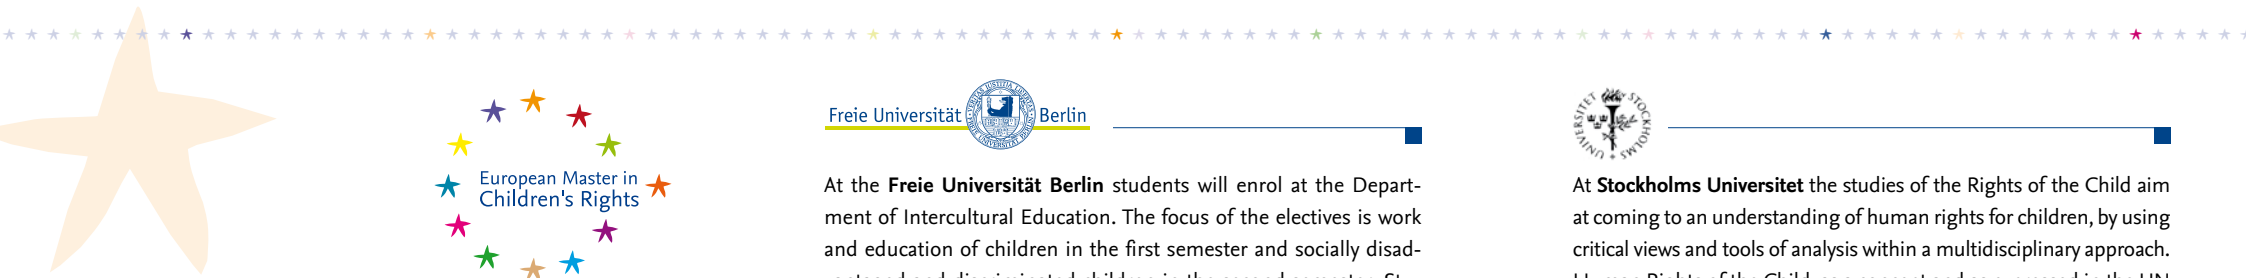 European Master in
Children's Rights
Freie Universität Berlin
At the Freie Universität Berlin students will enrol at the Depart-
ment of Intercultural Education. The focus of the electives is work
and education of children in the first semester and socially disad-
STOCKHOLMS UNIVERSITET
At Stockholms Universitet the studies of the Rights of the Child aim
at coming to an understanding of human rights for children, by using
critical views and tools of analysis within a multidisciplinary approach.